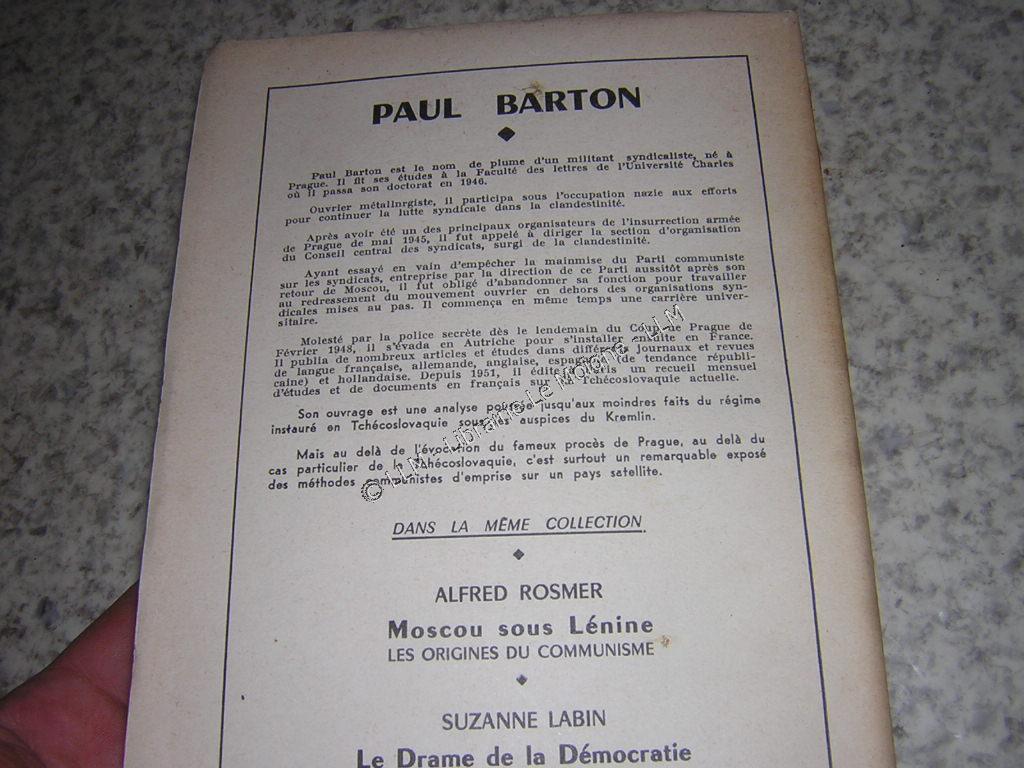 PAUL BARTON
Paul Barton est le nom de plume d'un militant syndicaliste, né à
Prague. Il fit ses études à la Faculté des lettres de l'Université Charles
où il passa son doctorat en 1946.
Ouvrier métallurgiste, il participa sous l'occupation nazie aux efforts
pour continuer la lutte syndicale dans la clandestinité.
Après avoir été un des principaux organisateurs de l'insurrection armée
de Prague de mai 1945, il fut appelé à diriger la section d'organisation
du Conseil central des syndicats, surgi de la clandestinité.
Ayant essayé en vain d'empêcher la mainmise du Parti communiste
sur les syndicats, entreprise par la direction de ce Parti aussitôt après son
retour de Moscou, il fut obligé d'abandonner sa fonction pour travailler
au redressement du mouvement ouvrier en dehors des organisations syn-
dicales mises au pas. Il commença en même temps une carrière univer-
sitaire.
Molesté par la police secrète dès le lendemain du Coup de Prague de
Février 1948, il s'évada en Autriche pour s'installer ensuite en France.
Il publia de nombreux articles et études dans différents journaux et revues
de langue française, allemande, anglaise, espagnole (de tendance républi-
caine) et hollandaise. Depuis 1951, il édite à Paris un recueil mensuel
d'études et de documents en français sur la Tchécoslovaquie actuelle.
Son ouvrage est une analyse poussée jusqu'aux moindres faits du régime
instauré en Tchécoslovaquie sous les auspices du Kremlin.
Mais au delà de l'évocation du fameux procès de Prague, au delà du
cas particulier de la Tchécoslovaquie, c'est surtout un remarquable exposé
des méthodes communistes d'emprise sur un pays satellite.
© LLM - Librairie Le Molona - LLM
DANS LA MÊME COLLECTION
ALFRED ROSMER
Moscou sous Lénine
LES ORIGINES DU COMMUNISME
SUZANNE LABIN
Le Drame de la Démocratie